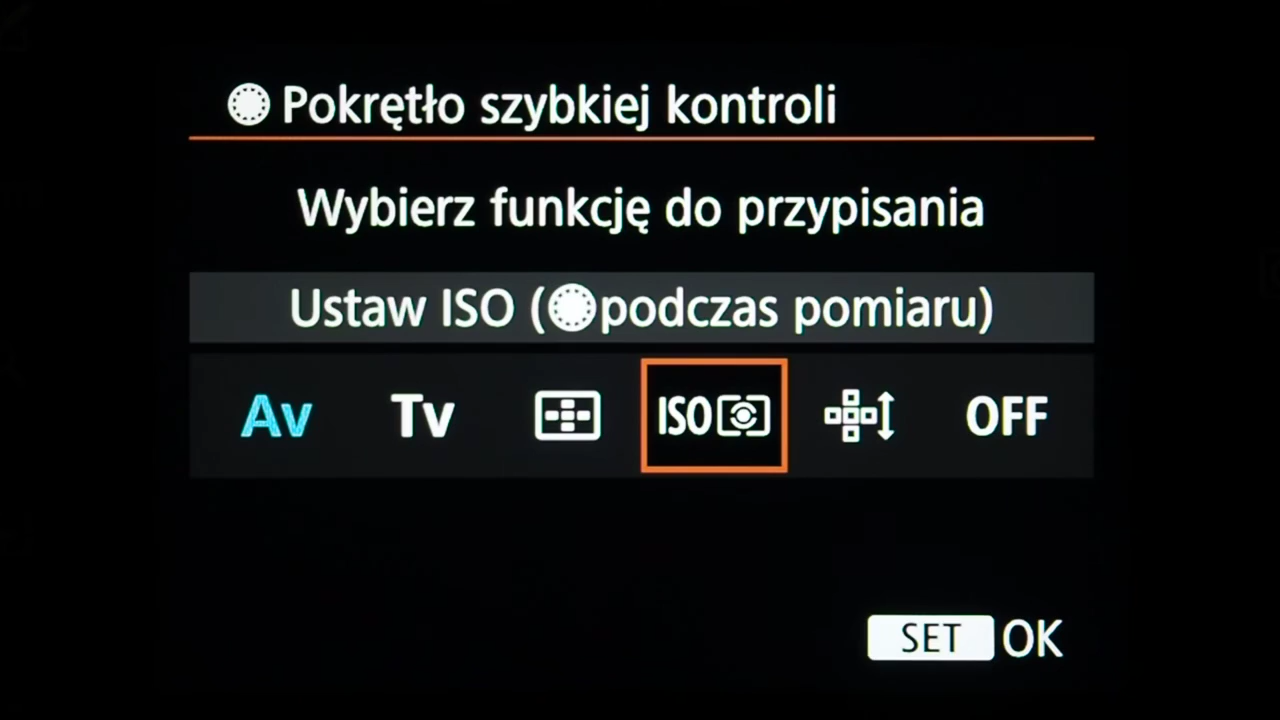 Pokrętło szybkiej kontroli
Wybierz funkcję do przypisania
Ustaw ISO (podczas pomiaru)
Av Tv ISO OFF
SET OK